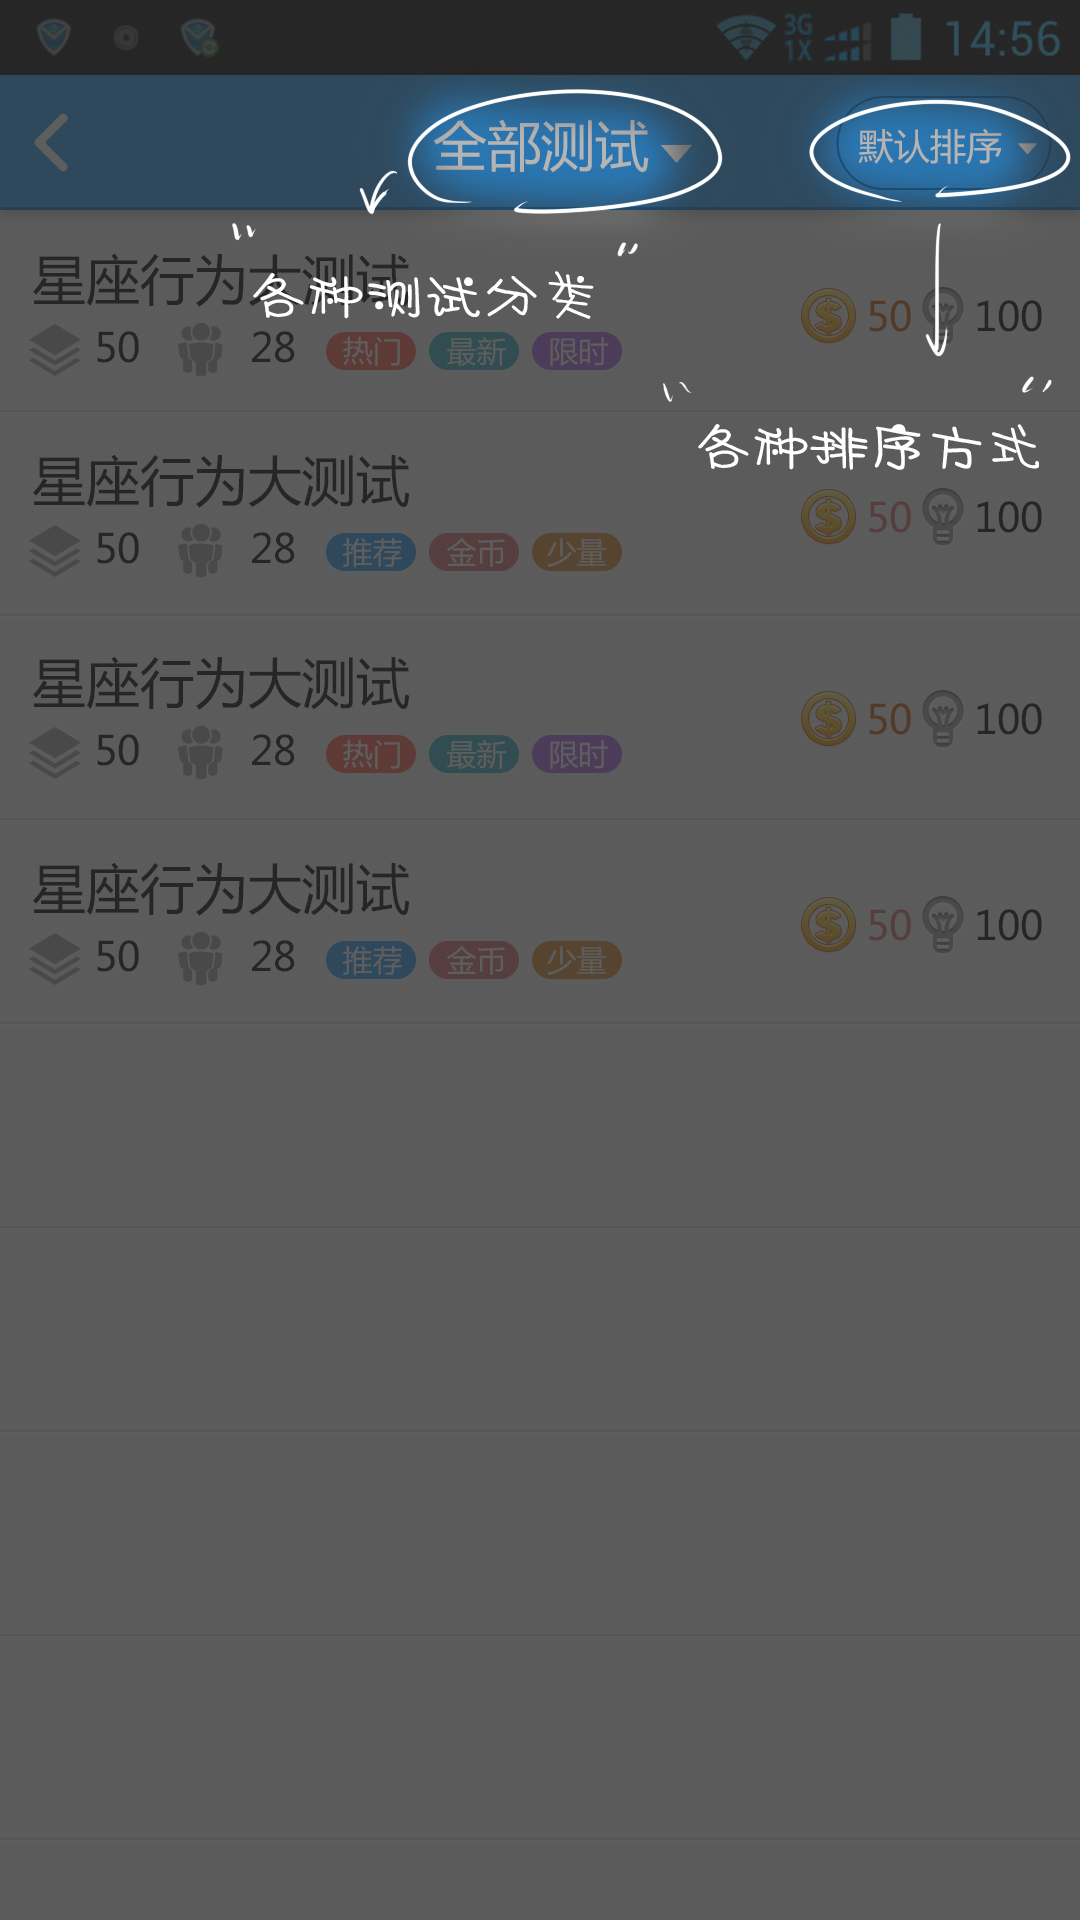 3G
1X
14:56
全部测试
默认排序
星座行为大测试
"各种测试分类"
50 28 热门 最新 限时
50 100
"各种排序方式"
星座行为大测试
50 28 推荐 金币 少量
50 100
星座行为大测试
50 28 热门 最新 限时
50 100
星座行为大测试
50 28 推荐 金币 少量
50 100